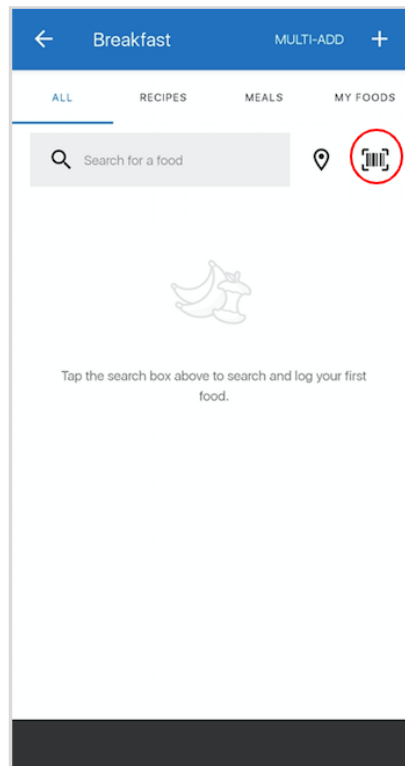 Breakfast MULTI-ADD
ALL RECIPES MEALS MY FOODS
Search for a food
Tap the search box above to search and log your first
food.